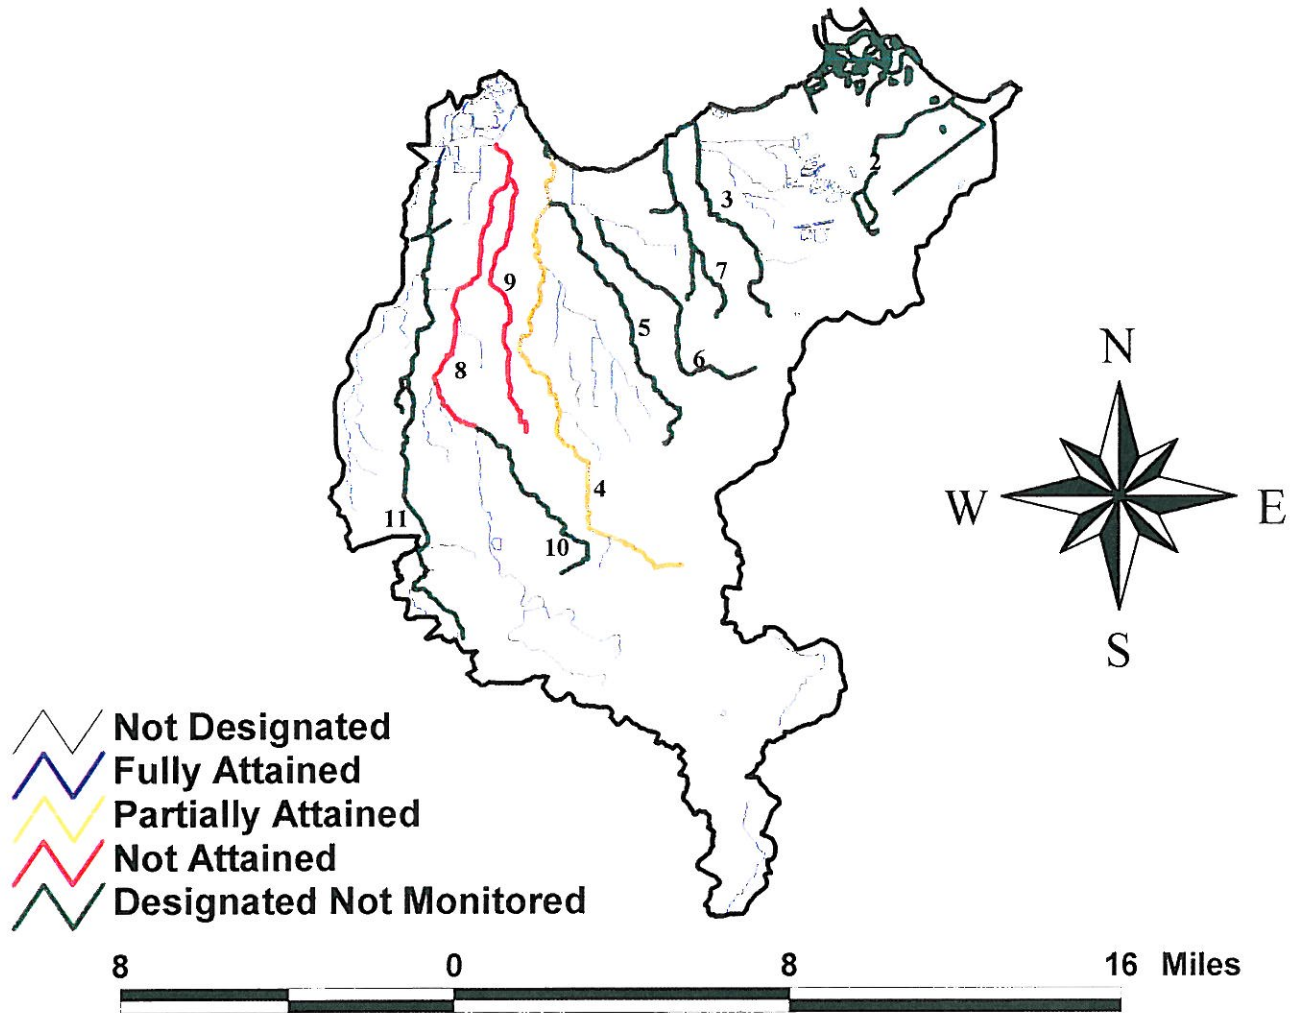 2
3
7
9
5
6
8
4
11
10
N
W
E
S
Not Designated
Fully Attained
Partially Attained
Not Attained
Designated Not Monitored
8 0 8 16 Miles